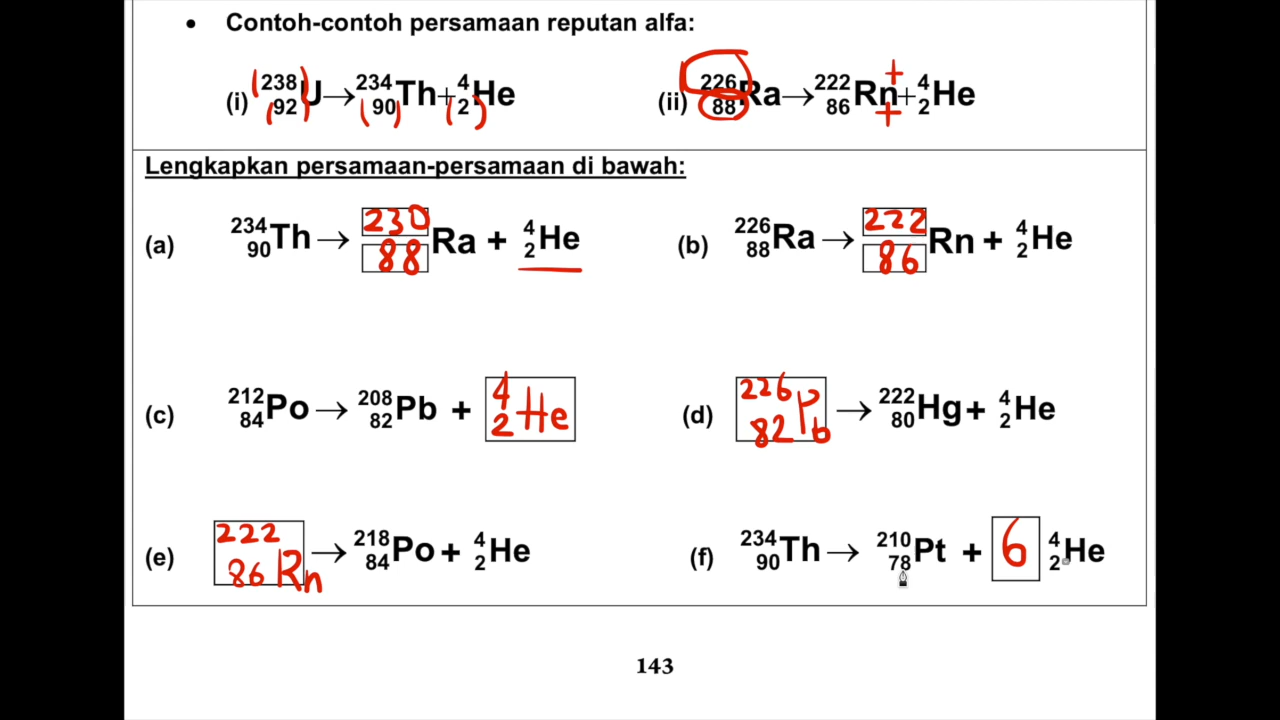 • Contoh-contoh persamaan reputan alfa:
(i) ²³⁸₉₂U → ²³⁴₉₀Th + ⁴₂He (ii) ²²⁶₈₈Ra → ²²²₈₆Rn + ⁴₂He
Lengkapkan persamaan-persamaan di bawah:
(a) ²³⁴₉₀Th → ²³⁰₈₈Ra + ⁴₂He (b) ²²⁶₈₈Ra → ²²²₈₆Rn + ⁴₂He
(c) ²¹²₈₄Po → ²⁰⁸₈₂Pb + ⁴₂He (d) ²²⁶₈₂Pb → ²²²₈₀Hg + ⁴₂He
(e) ²²²₈₆Rn → ²¹⁸₈₄Po + ⁴₂He (f) ²³⁴₉₀Th → ²¹⁰₇₈Pt + 6 ⁴₂He
143